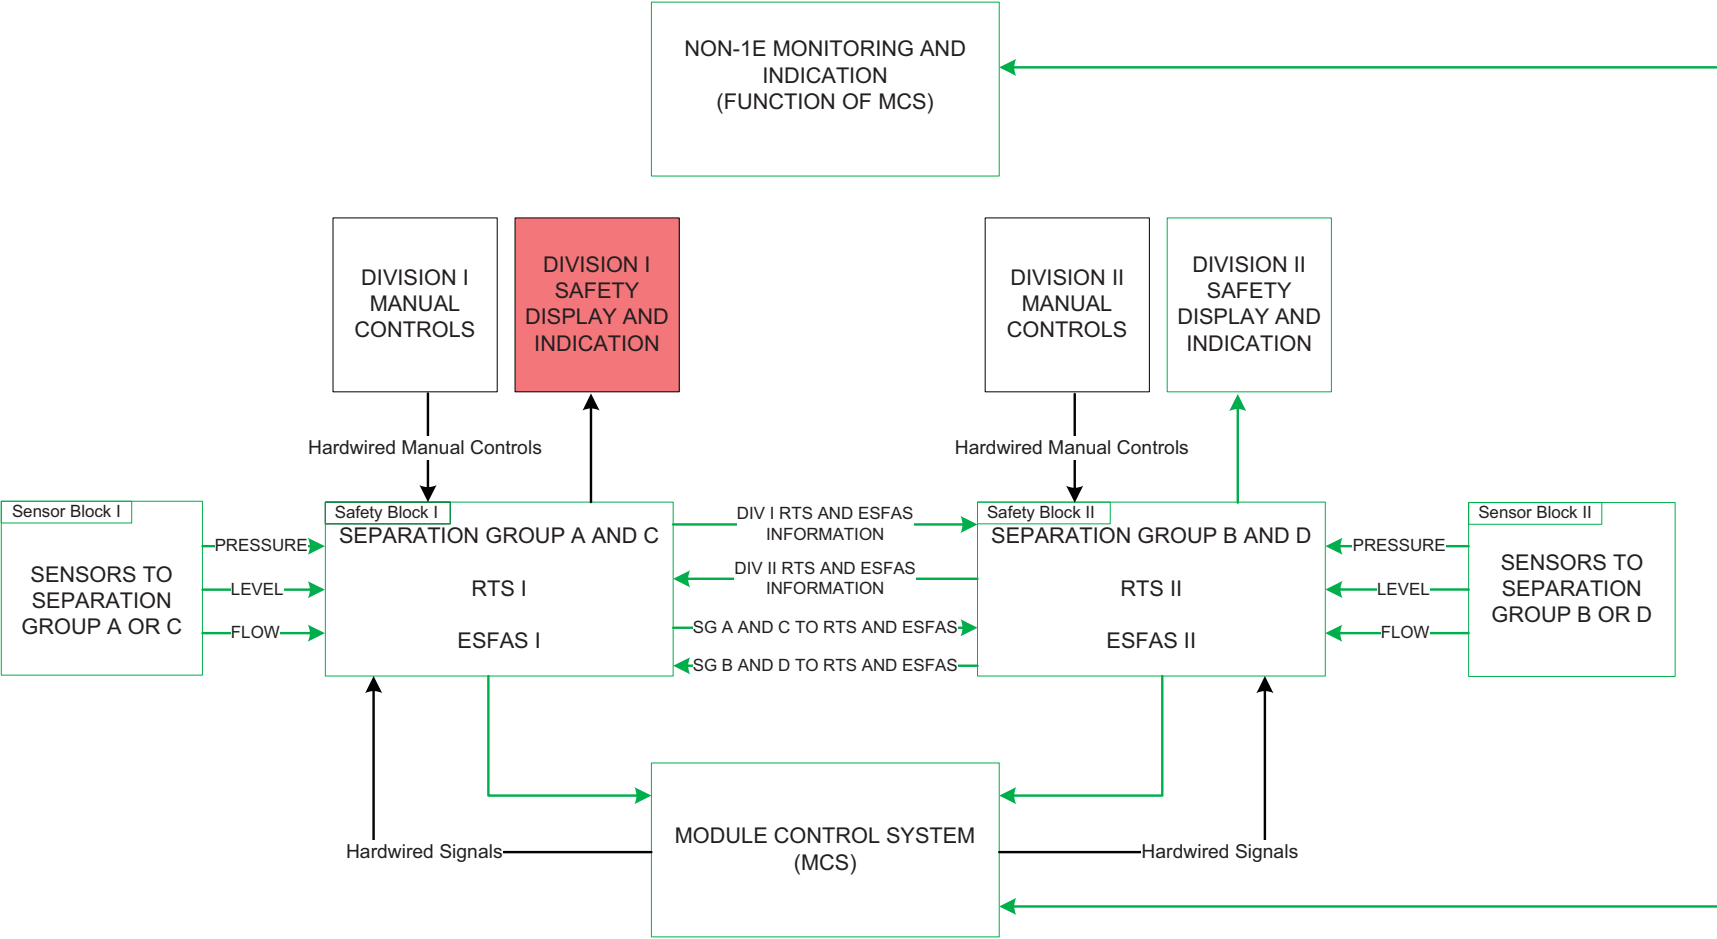 NON-1E MONITORING AND
INDICATION
(FUNCTION OF MCS)
DIVISION I
MANUAL
CONTROLS
DIVISION I
SAFETY
DISPLAY AND
INDICATION
DIVISION II
MANUAL
CONTROLS
DIVISION II
SAFETY
DISPLAY AND
INDICATION
Hardwired Manual Controls
Hardwired Manual Controls
Sensor Block I
SENSORS TO
SEPARATION
GROUP A OR C
PRESSURE
LEVEL
FLOW
Safety Block I
SEPARATION GROUP A AND C
RTS I
ESFAS I
DIV I RTS AND ESFAS
INFORMATION
DIV II RTS AND ESFAS
INFORMATION
SG A AND C TO RTS AND ESFAS
SG B AND D TO RTS AND ESFAS
Safety Block II
SEPARATION GROUP B AND D
RTS II
ESFAS II
PRESSURE
LEVEL
FLOW
Sensor Block II
SENSORS TO
SEPARATION
GROUP B OR D
Hardwired Signals
MODULE CONTROL SYSTEM
(MCS)
Hardwired Signals